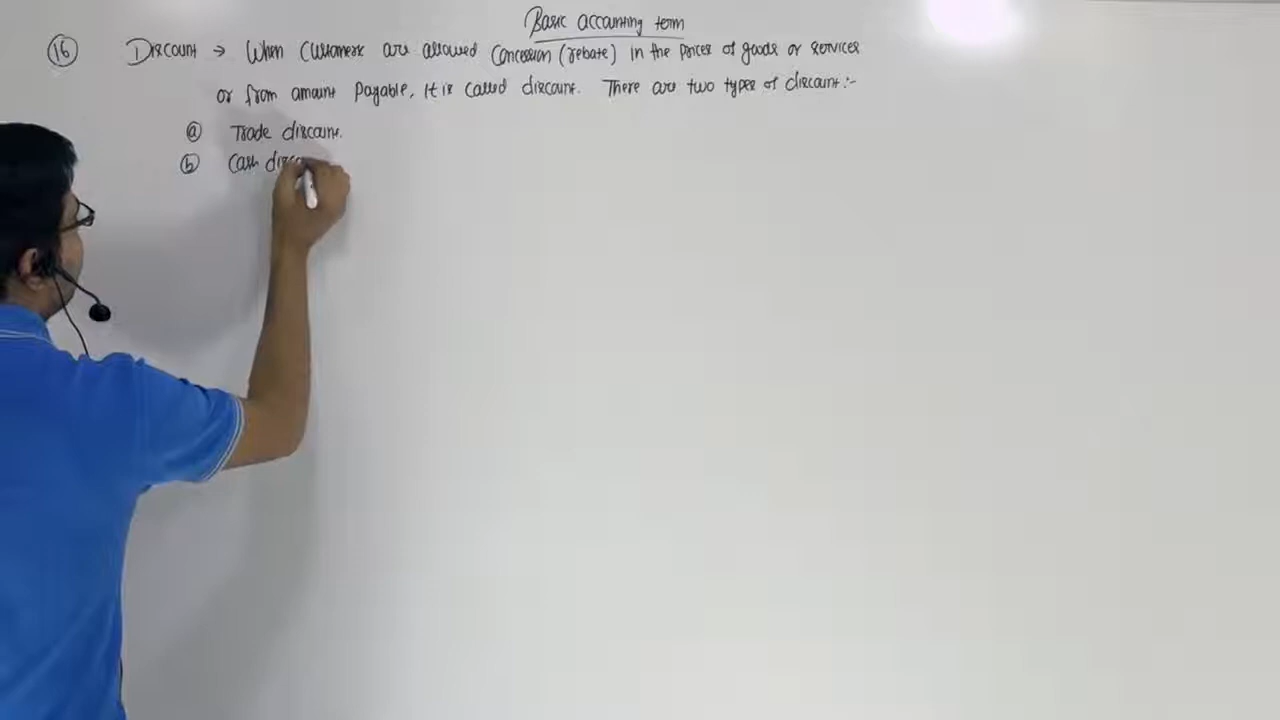 Basic accounting term
(16) Discount → When customers are allowed concession (rebate) in the prices of goods or services
or from amount payable, it is called discount. There are two types of discount:-
(a) Trade discount.
(b) Cash disco